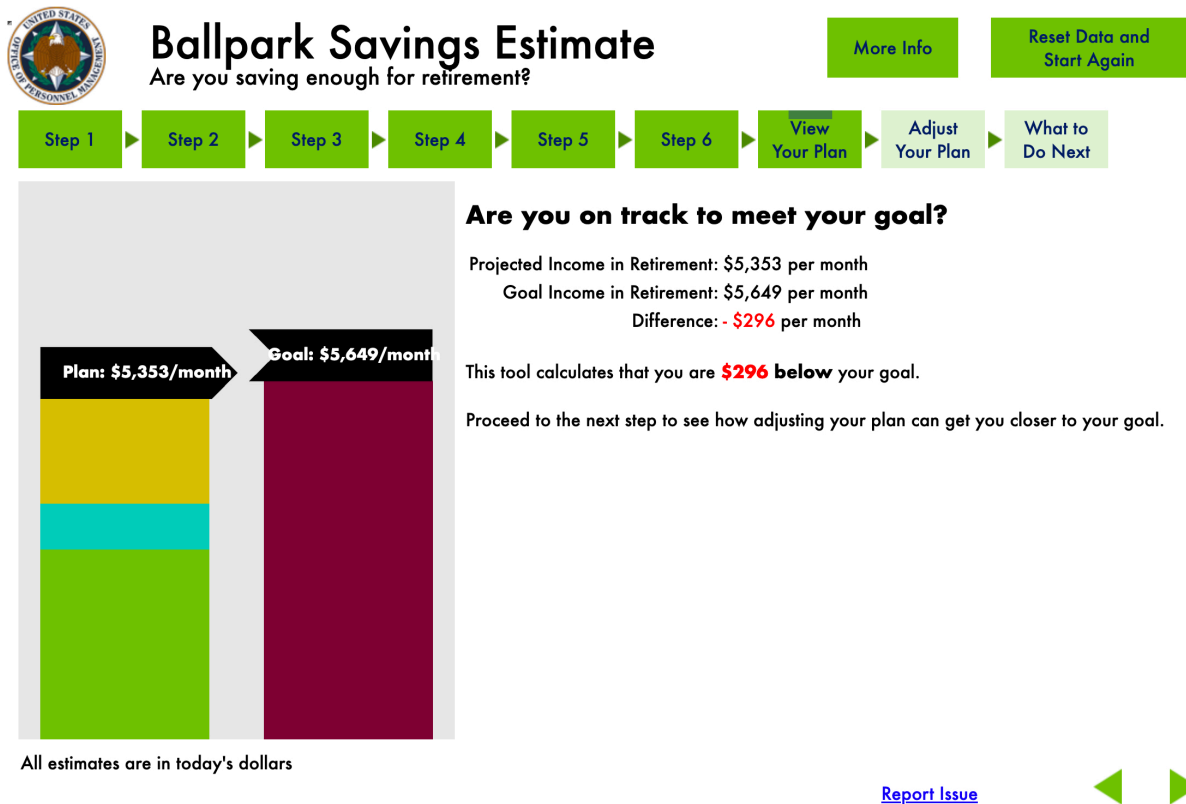 UNITED STATES
OFFICE OF PERSONNEL MANAGEMENT
Ballpark Savings Estimate
Are you saving enough for retirement?
More Info
Reset Data and
Start Again
Step 1
Step 2
Step 3
Step 4
Step 5
Step 6
View
Your Plan
Adjust
Your Plan
What to
Do Next
Plan: $5,353/month
Goal: $5,649/month
Are you on track to meet your goal?
Projected Income in Retirement: $5,353 per month
Goal Income in Retirement: $5,649 per month
Difference: - $296 per month
This tool calculates that you are $296 below your goal.
Proceed to the next step to see how adjusting your plan can get you closer to your goal.
All estimates are in today's dollars
Report Issue